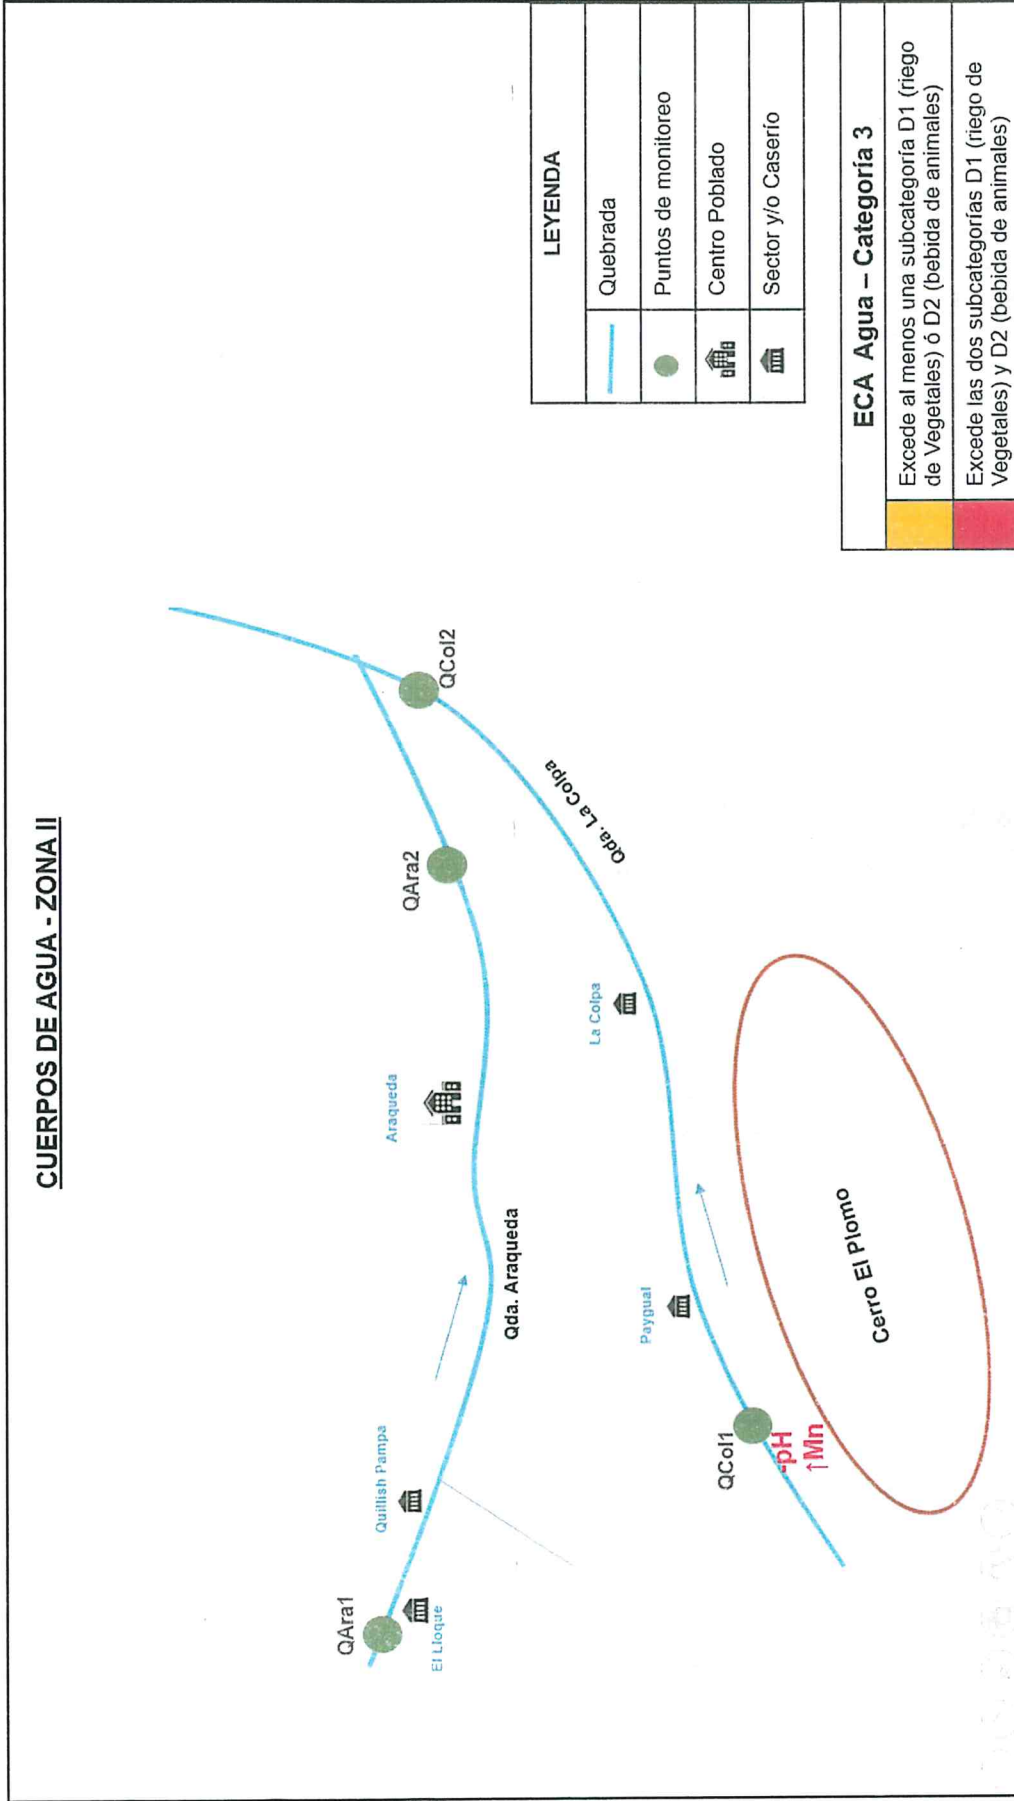 CUERPOS DE AGUA - ZONA II
QAra1
El Lloque
Quillish Pampa
Qda. Araqueda
Araqueda
QAra2
QCol2
Qda. La Colpa
La Colpa
Paygual
QCol1
-pH
↑Mn
Cerro El Plomo
LEYENDA
Quebrada
Puntos de monitoreo
Centro Poblado
Sector y/o Caserío
ECA Agua – Categoría 3
Excede al menos una subcategoría D1 (riego
de Vegetales) ó D2 (bebida de animales)
Excede las dos subcategorías D1 (riego de
Vegetales) y D2 (bebida de animales)